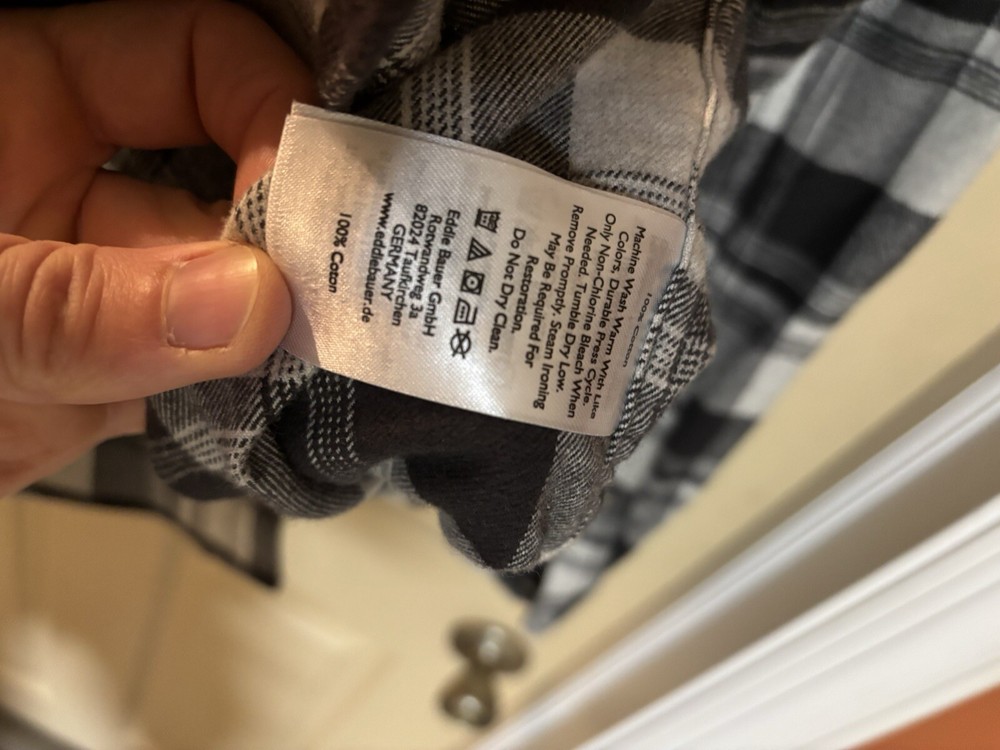 100% Cotton
Machine Wash Warm With Like
Colors, Durable Press Cycle.
Only Non-Chlorine Bleach When
Needed. Tumble Dry Low.
Remove Promptly. Steam Ironing
May Be Required For
Restoration.
Do Not Dry Clean.
Eddie Bauer GmbH
Rotwandweg 3a
82024 Taufkirchen
GERMANY
www.eddiebauer.de
100% Coton